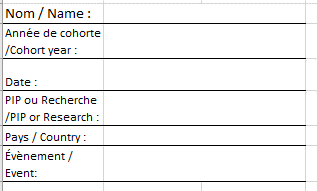 Nom / Name :
Année de cohorte
/Cohort year :
Date :
PIP ou Recherche
/PIP or Research :
Pays / Country :
Évènement /
Event: